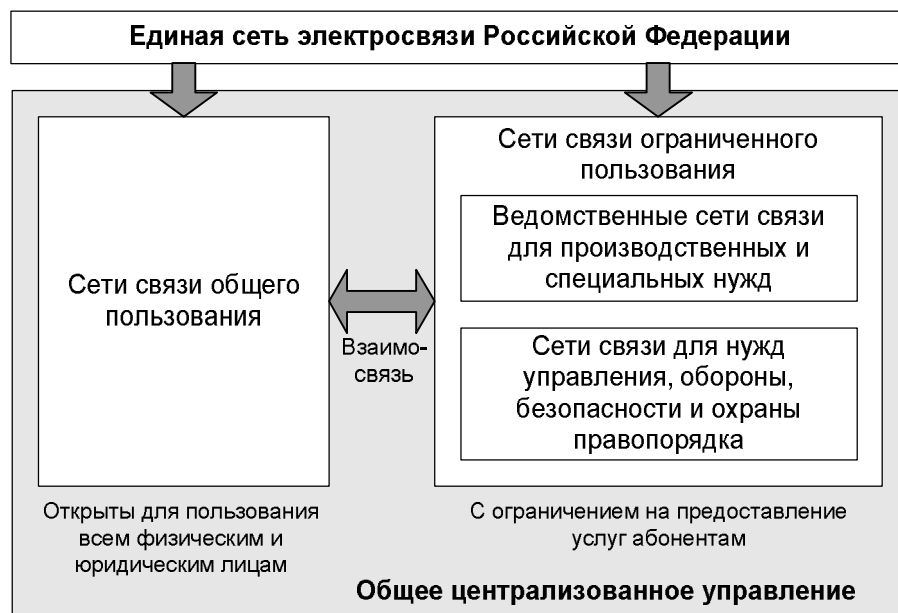 Единая сеть электросвязи Российской Федерации
Сети связи общего
пользования
Взаимо-
связь
Сети связи ограниченного
пользования
Ведомственные сети связи
для производственных и
специальных нужд
Сети связи для нужд
управления, обороны,
безопасности и охраны
правопорядка
Открыты для пользования
всем физическим и
юридическим лицам
С ограничением на предоставление
услуг абонентам
Общее централизованное управление